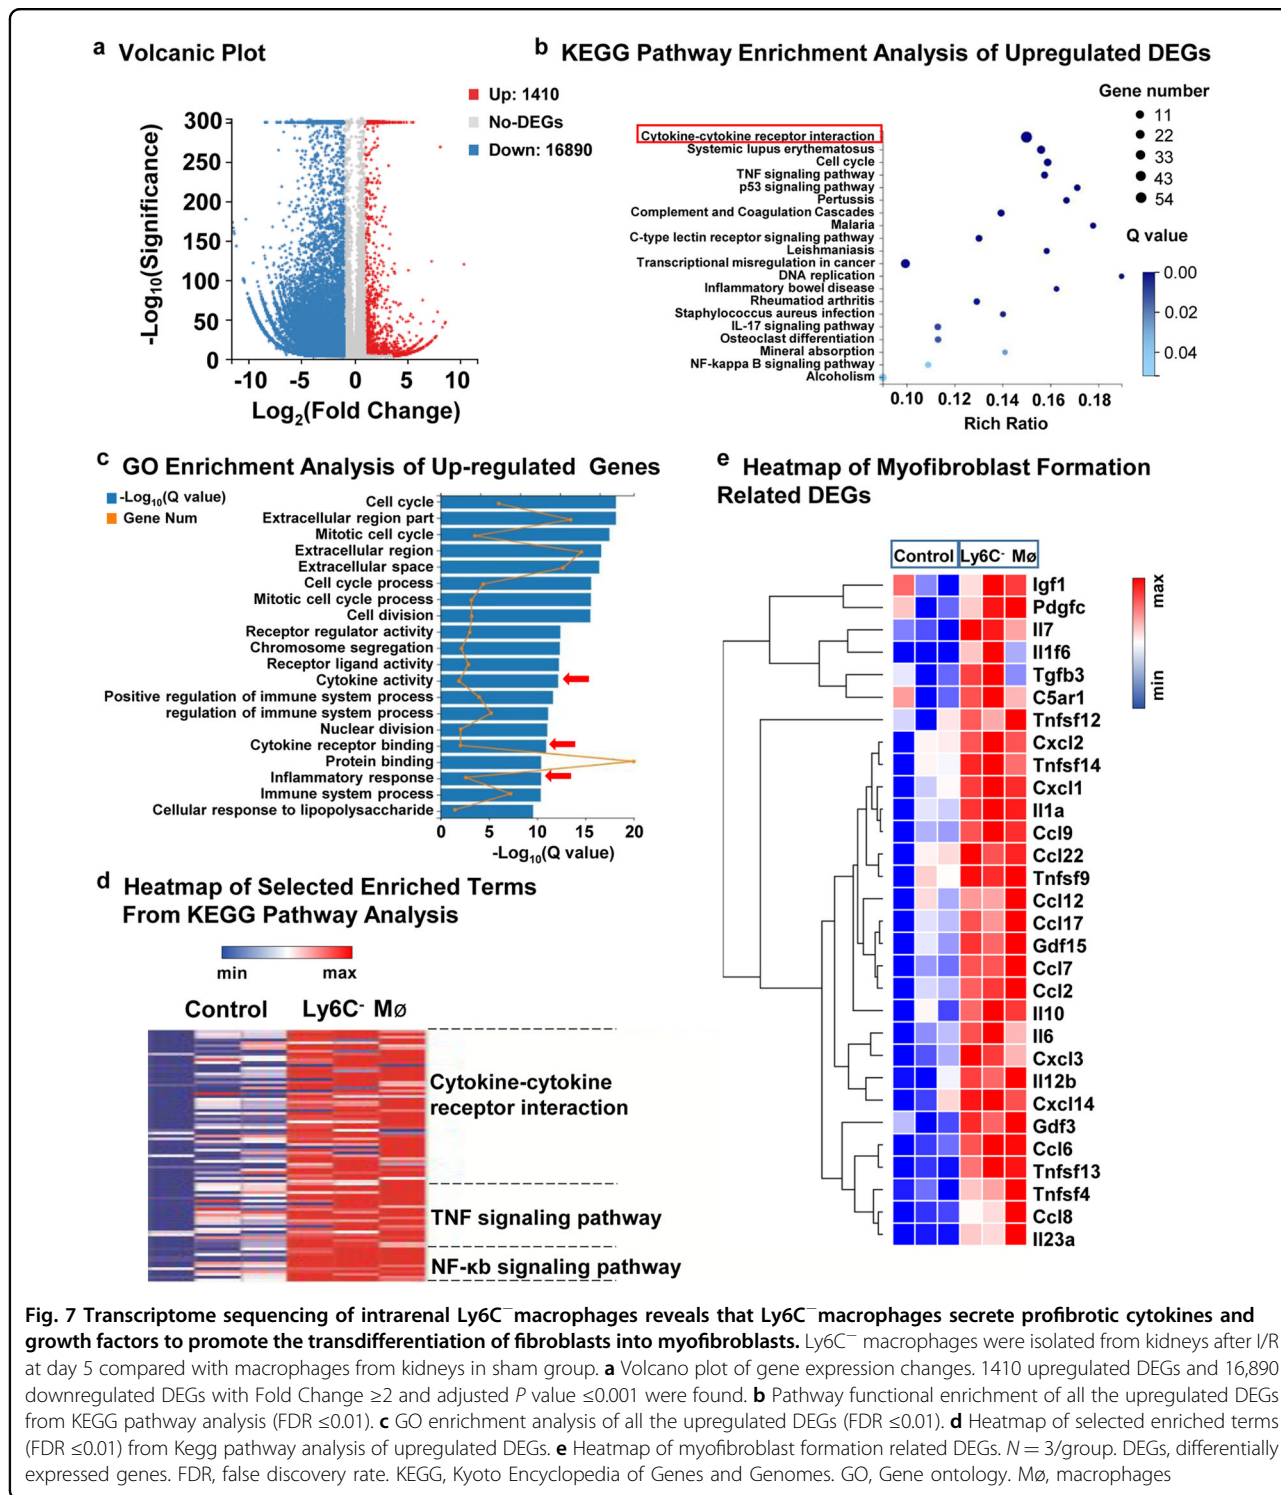 a Volcanic Plot
Up: 1410
No-DEGs
Down: 16890
-Log10(Significance)
300
250
200
150
100
50
0
-10 -5 0 5 10
Log2(Fold Change)
b KEGG Pathway Enrichment Analysis of Upregulated DEGs
Cytokine-cytokine receptor interaction
Systemic lupus erythematosus
Cell cycle
TNF signaling pathway
p53 signaling pathway
Pertussis
Complement and Coagulation Cascades
Malaria
C-type lectin receptor signaling pathway
Leishmaniasis
Transcriptional misregulation in cancer
DNA replication
Inflammatory bowel disease
Rheumatiod arthritis
Staphylococcus aureus infection
IL-17 signaling pathway
Osteoclast differentiation
Mineral absorption
NF-kappa B signaling pathway
Alcoholism
0.10 0.12 0.14 0.16 0.18
Rich Ratio
Gene number
11
22
33
43
54
Q value
0.00
0.02
0.04
c GO Enrichment Analysis of Up-regulated Genes
-Log10(Q value)
Gene Num
Cell cycle
Extracellular region part
Mitotic cell cycle
Extracellular region
Extracellular space
Cell cycle process
Mitotic cell cycle process
Cell division
Receptor regulator activity
Chromosome segregation
Receptor ligand activity
Cytokine activity
Positive regulation of immune system process
regulation of immune system process
Nuclear division
Cytokine receptor binding
Protein binding
Inflammatory response
Immune system process
Cellular response to lipopolysaccharide
0 5 10 15 20
-Log10(Q value)
d Heatmap of Selected Enriched Terms
From KEGG Pathway Analysis
min max
Control Ly6C- Mø
Cytokine-cytokine
receptor interaction
TNF signaling pathway
NF-κb signaling pathway
e Heatmap of Myofibroblast Formation
Related DEGs
Control Ly6C- Mø
max
min
Igf1
Pdgfc
Il7
Il1f6
Tgfb3
C5ar1
Tnfsf12
Cxcl2
Tnfsf14
Cxcl1
Il1a
Ccl9
Ccl22
Tnfsf9
Ccl12
Ccl17
Gdf15
Ccl7
Ccl2
Il10
Il6
Cxcl3
Il12b
Cxcl14
Gdf3
Ccl6
Tnfsf13
Tnfsf4
Ccl8
Il23a
Fig. 7 Transcriptome sequencing of intrarenal Ly6C− macrophages reveals that Ly6C− macrophages secrete profibrotic cytokines and
growth factors to promote the transdifferentiation of fibroblasts into myofibroblasts. Ly6C− macrophages were isolated from kidneys after I/R
at day 5 compared with macrophages from kidneys in sham group. a Volcano plot of gene expression changes. 1410 upregulated DEGs and 16,890
downregulated DEGs with Fold Change ≥2 and adjusted P value ≤0.001 were found. b Pathway functional enrichment of all the upregulated DEGs
from KEGG pathway analysis (FDR ≤0.01). c GO enrichment analysis of all the upregulated DEGs (FDR ≤0.01). d Heatmap of selected enriched terms
(FDR ≤0.01) from Kegg pathway analysis of upregulated DEGs. e Heatmap of myofibroblast formation related DEGs. N = 3/group. DEGs, differentially
expressed genes. FDR, false discovery rate. KEGG, Kyoto Encyclopedia of Genes and Genomes. GO, Gene ontology. Mø, macrophages